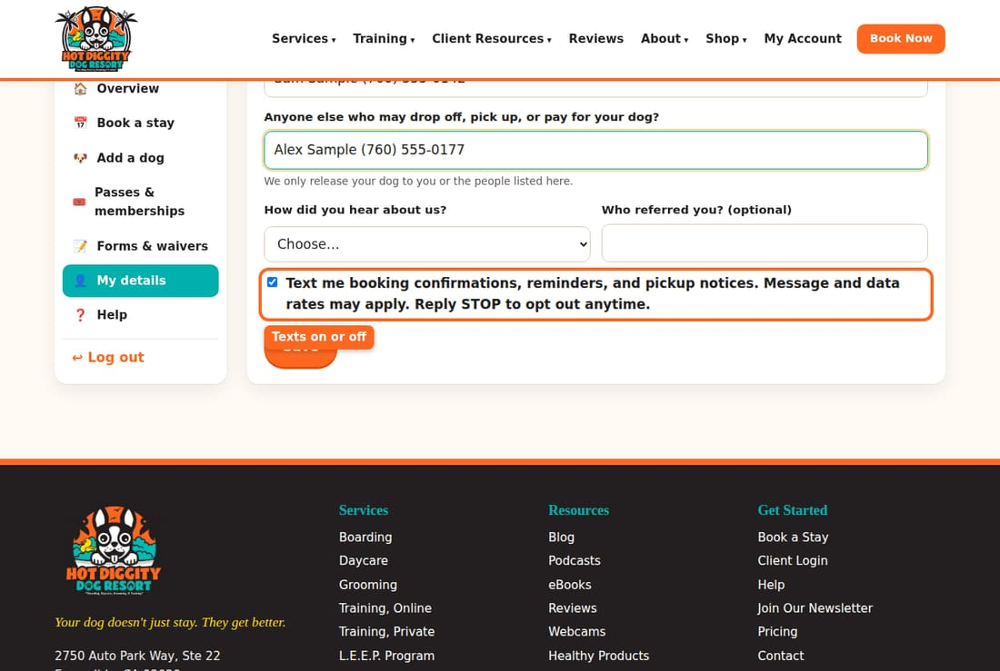 HOT DIGGITY
DOG RESORT
Services ▾
Training ▾
Client Resources ▾
Reviews
About ▾
Shop ▾
My Account
Book Now
Overview
Book a stay
Add a dog
Passes &
memberships
Forms & waivers
My details
Help
↩ Log out
Anyone else who may drop off, pick up, or pay for your dog?
Alex Sample (760) 555-0177
We only release your dog to you or the people listed here.
How did you hear about us?
Who referred you? (optional)
Choose...
Text me booking confirmations, reminders, and pickup notices. Message and data
rates may apply. Reply STOP to opt out anytime.
Texts on or off
HOT DIGGITY
DOG RESORT
Your dog doesn't just stay. They get better.
2750 Auto Park Way, Ste 22
Services
Boarding
Daycare
Grooming
Training, Online
Training, Private
L.E.E.P. Program
Resources
Blog
Podcasts
eBooks
Reviews
Webcams
Healthy Products
Get Started
Book a Stay
Client Login
Help
Join Our Newsletter
Pricing
Contact